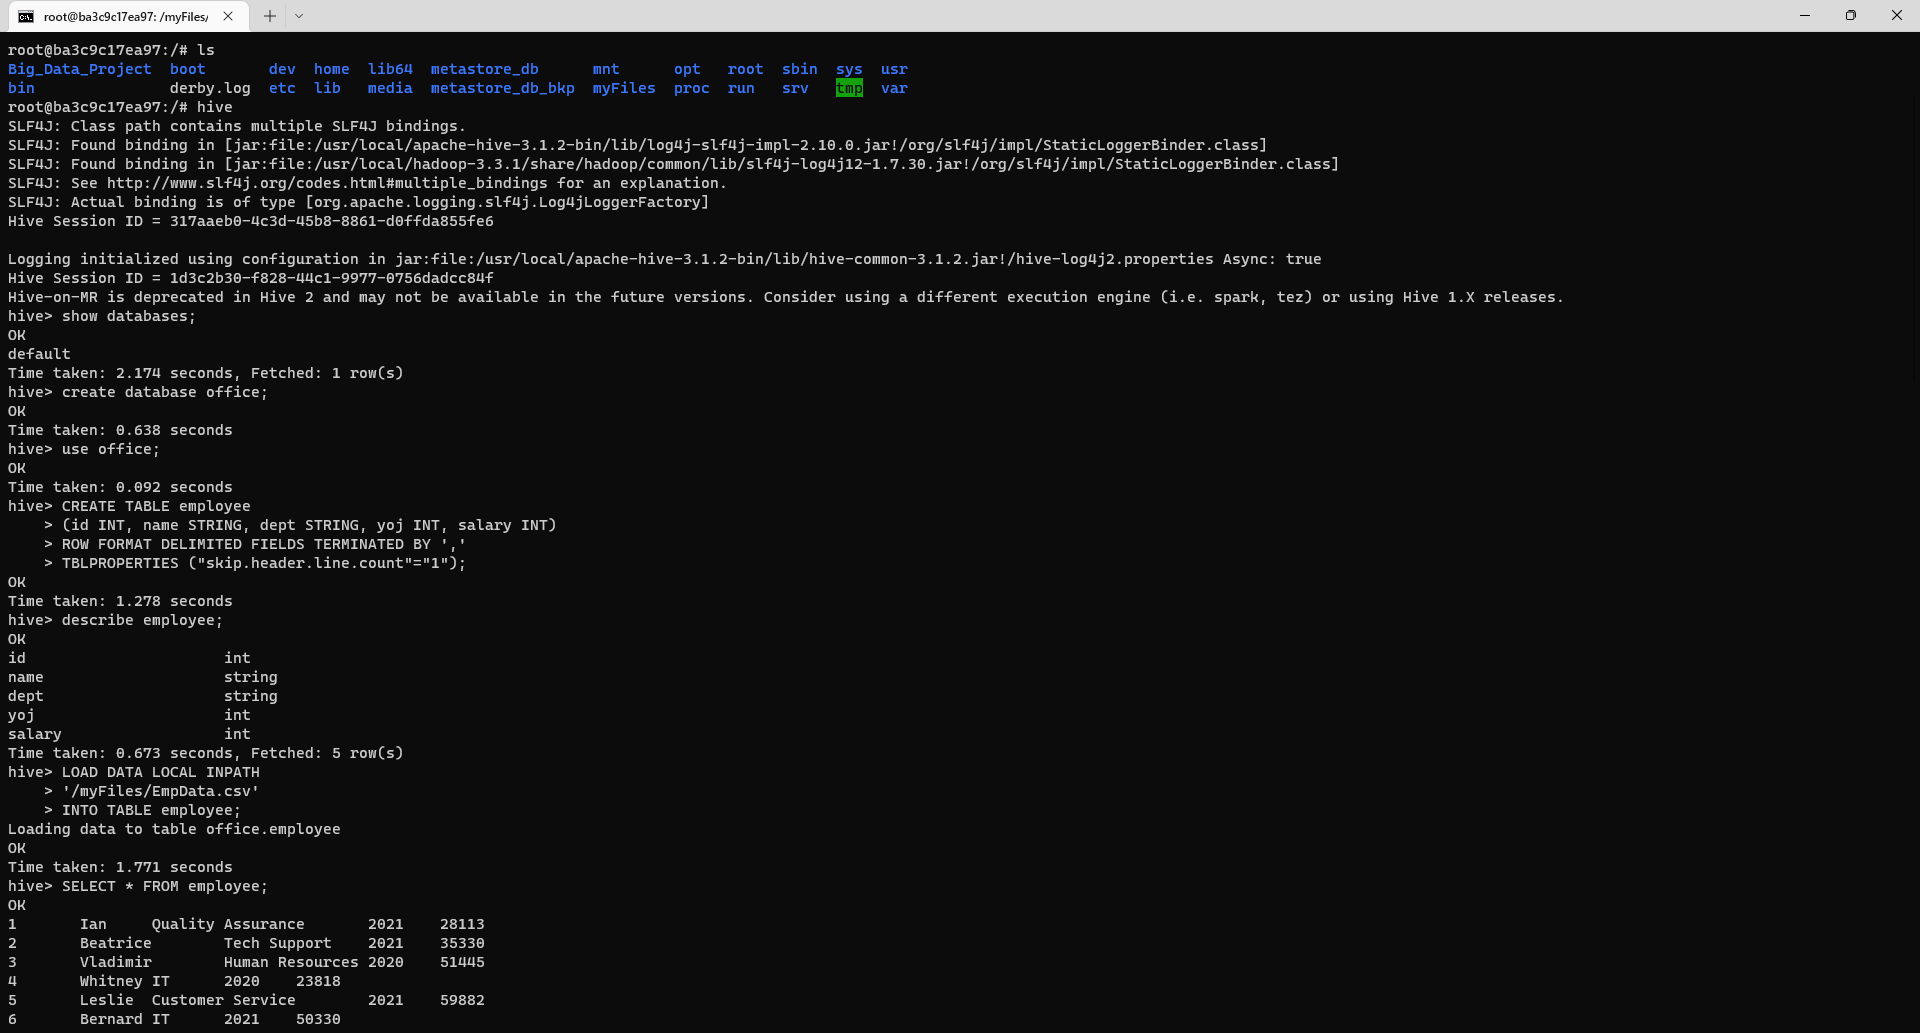 root@ba3c9c17ea97: /myFiles/
root@ba3c9c17ea97:/# ls
Big_Data_Project  boot       dev  home  lib64  metastore_db      mnt      opt   root  sbin  sys  usr
bin               derby.log  etc  lib   media  metastore_db_bkp  myFiles  proc  run   srv   tmp  var
root@ba3c9c17ea97:/# hive
SLF4J: Class path contains multiple SLF4J bindings.
SLF4J: Found binding in [jar:file:/usr/local/apache-hive-3.1.2-bin/lib/log4j-slf4j-impl-2.10.0.jar!/org/slf4j/impl/StaticLoggerBinder.class]
SLF4J: Found binding in [jar:file:/usr/local/hadoop-3.3.1/share/hadoop/common/lib/slf4j-log4j12-1.7.30.jar!/org/slf4j/impl/StaticLoggerBinder.class]
SLF4J: See http://www.slf4j.org/codes.html#multiple_bindings for an explanation.
SLF4J: Actual binding is of type [org.apache.logging.slf4j.Log4jLoggerFactory]
Hive Session ID = 317aaeb0-4c3d-45b8-8861-d0ffda855fe6
Logging initialized using configuration in jar:file:/usr/local/apache-hive-3.1.2-bin/lib/hive-common-3.1.2.jar!/hive-log4j2.properties Async: true
Hive Session ID = 1d3c2b30-f828-44c1-9977-0756dadcc84f
Hive-on-MR is deprecated in Hive 2 and may not be available in the future versions. Consider using a different execution engine (i.e. spark, tez) or using Hive 1.X releases.
hive> show databases;
OK
default
Time taken: 2.174 seconds, Fetched: 1 row(s)
hive> create database office;
OK
Time taken: 0.638 seconds
hive> use office;
OK
Time taken: 0.092 seconds
hive> CREATE TABLE employee
    > (id INT, name STRING, dept STRING, yoj INT, salary INT)
    > ROW FORMAT DELIMITED FIELDS TERMINATED BY ','
    > TBLPROPERTIES ("skip.header.line.count"="1");
OK
Time taken: 1.278 seconds
hive> describe employee;
OK
id                      int
name                    string
dept                    string
yoj                     int
salary                  int
Time taken: 0.673 seconds, Fetched: 5 row(s)
hive> LOAD DATA LOCAL INPATH
    > '/myFiles/EmpData.csv'
    > INTO TABLE employee;
Loading data to table office.employee
OK
Time taken: 1.771 seconds
hive> SELECT * FROM employee;
OK
1       Ian     Quality Assurance       2021    28113
2       Beatrice        Tech Support    2021    35330
3       Vladimir        Human Resources 2020    51445
4       Whitney IT      2020    23818
5       Leslie  Customer Service        2021    59882
6       Bernard IT      2021    50330